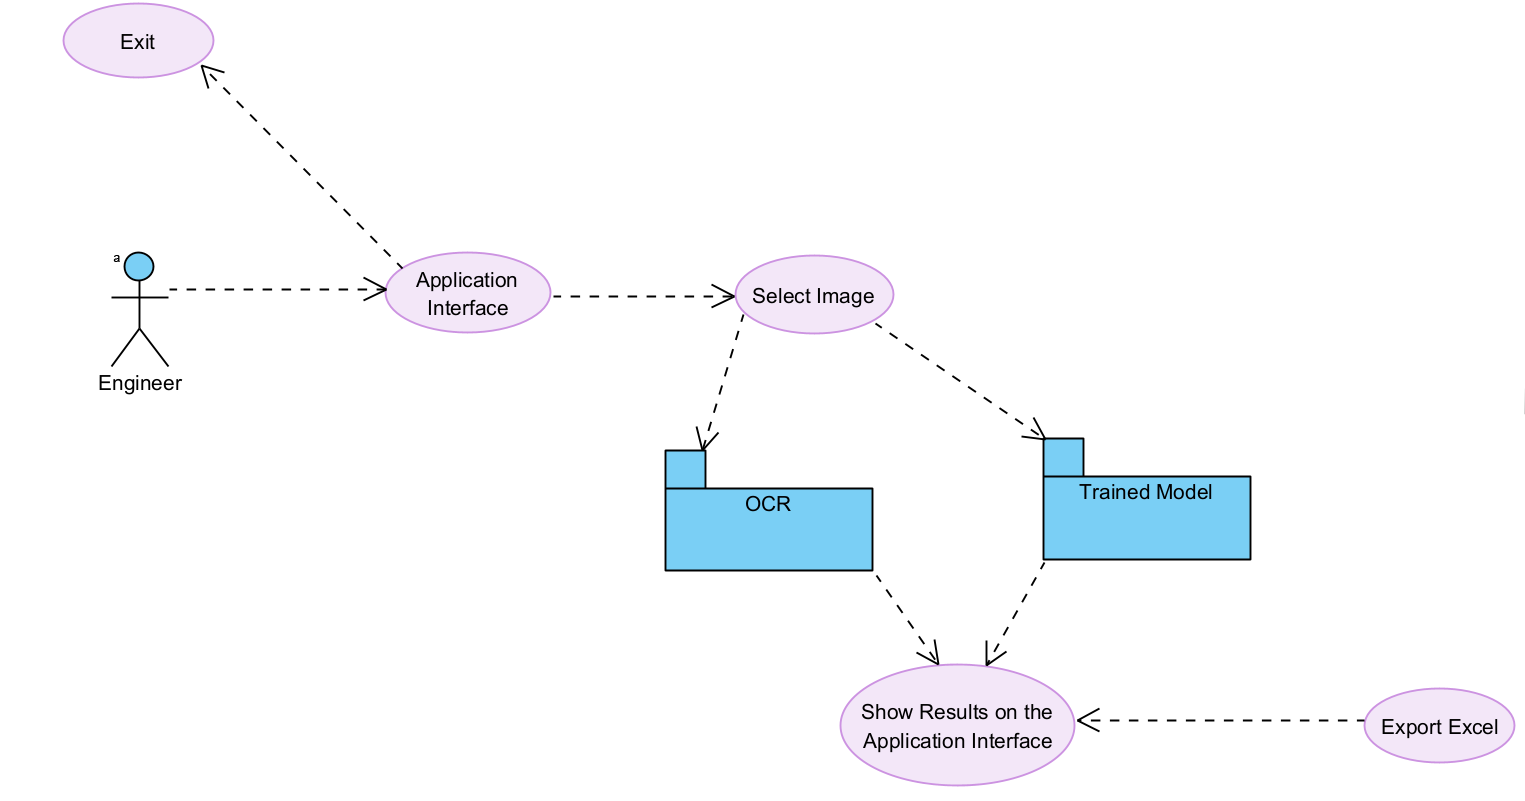 Exit
a
Engineer
Application
Interface
Select Image
OCR
Trained Model
Show Results on the
Application Interface
Export Excel